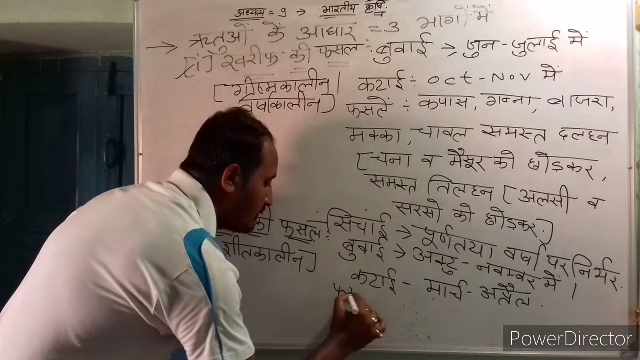 अध्याय - 9 ➔ भारतीय कृषि ÷
→ ऋतुओं के आधार = 3 भागों में
[i] खरीफ की फसल ÷ बुवाई > जुन - जुलाई में
[ग्रीष्मकालीन / कटाई ÷ Oct - Nov में
वर्षाकालीन] फसलें ÷ कपास, गन्ना, बाजरा,
मक्का, चावल समस्त दलहन
[चना व मसूर को छोड़कर,
समस्त तिलहन [अलसी व
सरसो को छोड़कर.]
सिंचाई > पूर्णतया वर्षा पर निर्भर
की फसल ÷ बुवाई > अक्टू - नवम्बर में।
शीतकालीन] कटाई - मार्च - अप्रैल
PowerDirector